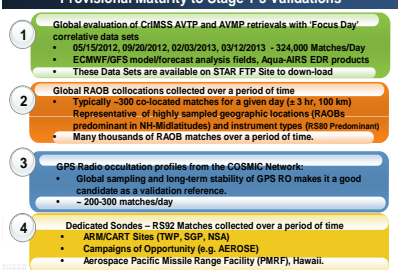 Provisional Maturity to Stage 1-3 Validations
1
Global evaluation of CrIMSS AVTP and AVMP retrievals with 'Focus Day'
correlative data sets
• 05/15/2012, 09/20/2012, 02/03/2013, 03/12/2013 - 324,000 Matches/Day
• ECMWF/GFS model/forecast analysis fields, Aqua-AIRS EDR products
• These Data Sets are available on STAR FTP Site to down-load
2
Global RAOB collocations collected over a period of time
• Typically ~300 co-located matches for a given day (± 3 hr, 100 km)
Representative of highly sampled geographic locations (RAOBs
predominant in NH-Midlatitudes) and instrument types (RS80 Predominant)
• Many thousands of RAOB matches over a period of time.
3
GPS Radio occultation profiles from the COSMIC Network:
• Global sampling and long-term stability of GPS RO makes it a good
candidate as a validation reference.
• ~ 200-300 matches/day
4
Dedicated Sondes – RS92 Matches collected over a period of time
• ARM/CART Sites (TWP, SGP, NSA)
• Campaigns of Opportunity (e.g. AEROSE)
• Aerospace Pacific Missile Range Facility (PMRF), Hawaii.